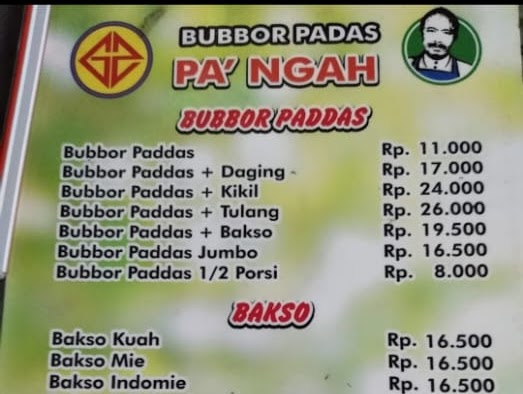 BUBBOR PADAS
PA' NGAH
BUBBOR PADDAS
Bubbor Paddas Rp. 11.000
Bubbor Paddas + Daging Rp. 17.000
Bubbor Paddas + Kikil Rp. 24.000
Bubbor Paddas + Tulang Rp. 26.000
Bubbor Paddas + Bakso Rp. 19.500
Bubbor Paddas Jumbo Rp. 16.500
Bubbor Paddas 1/2 Porsi Rp. 8.000
BAKSO
Bakso Kuah Rp. 16.500
Bakso Mie Rp. 16.500
Bakso Indomie Rp. 16.500